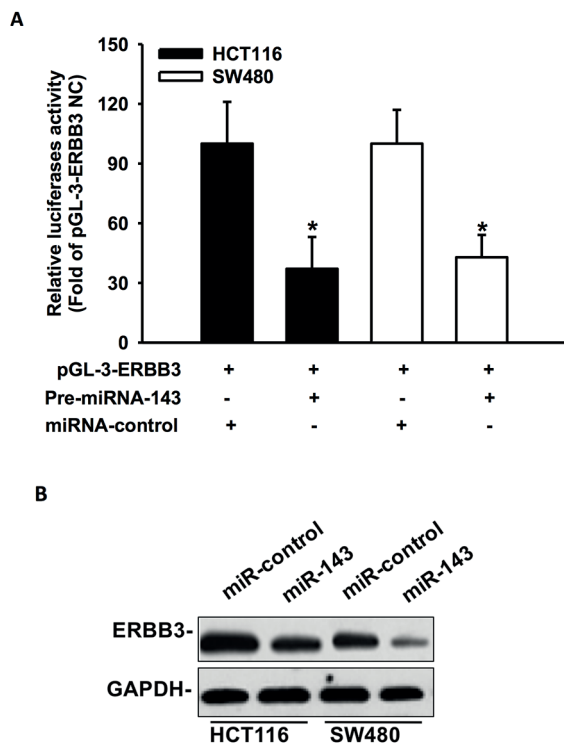 A
Relative luciferases activity
(Fold of pGL-3-ERBB3 NC)
150
120
90
60
30
0
HCT116
SW480
*
*
pGL-3-ERBB3 + + + +
Pre-miRNA-143 - + - +
miRNA-control + - + -
B
miR-control
miR-143
miR-control
miR-143
ERBB3-
GAPDH-
HCT116 SW480